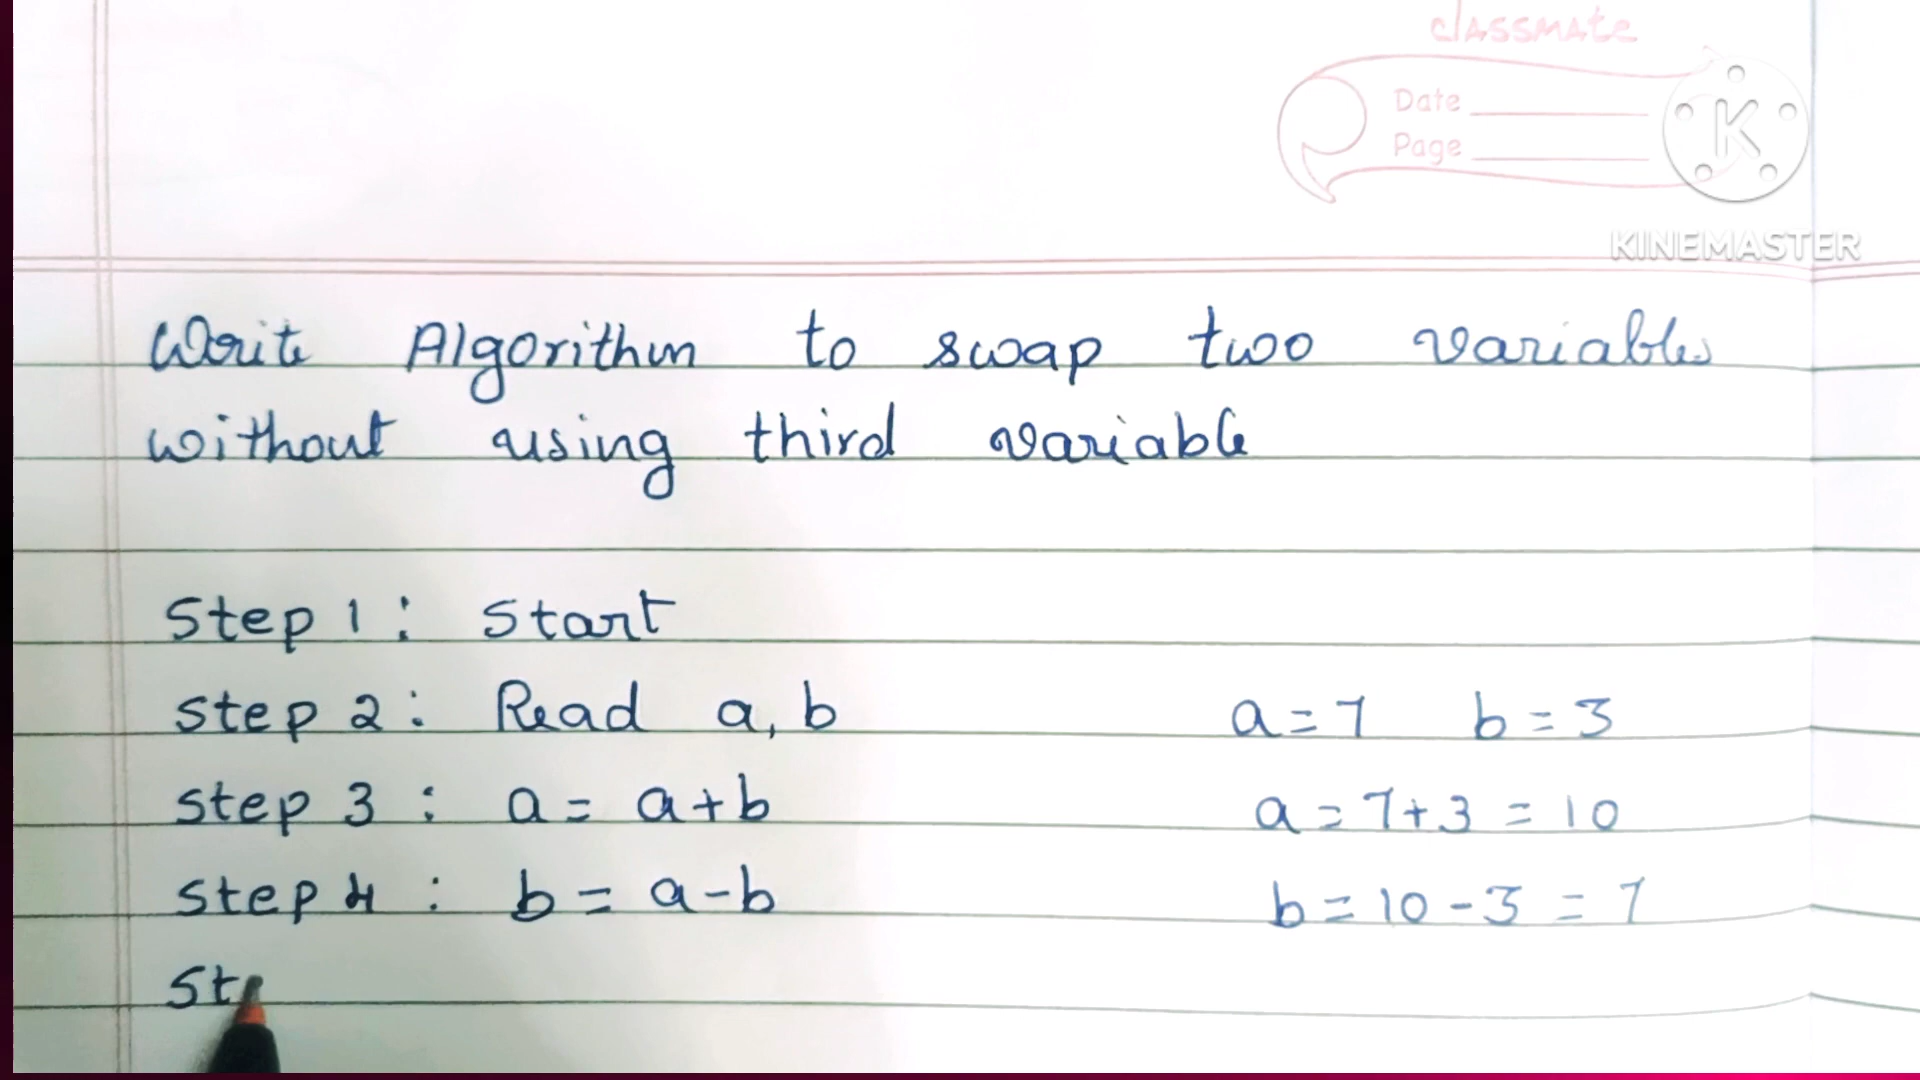 classmate
Date
Page
K
KINEMASTER
Write Algorithm to swap two variables
without using third variable
Step 1 : Start
Step 2 : Read a, b a = 7 b = 3
Step 3 : a = a + b a = 7 + 3 = 10
Step 4 : b = a - b b = 10 - 3 = 7
St